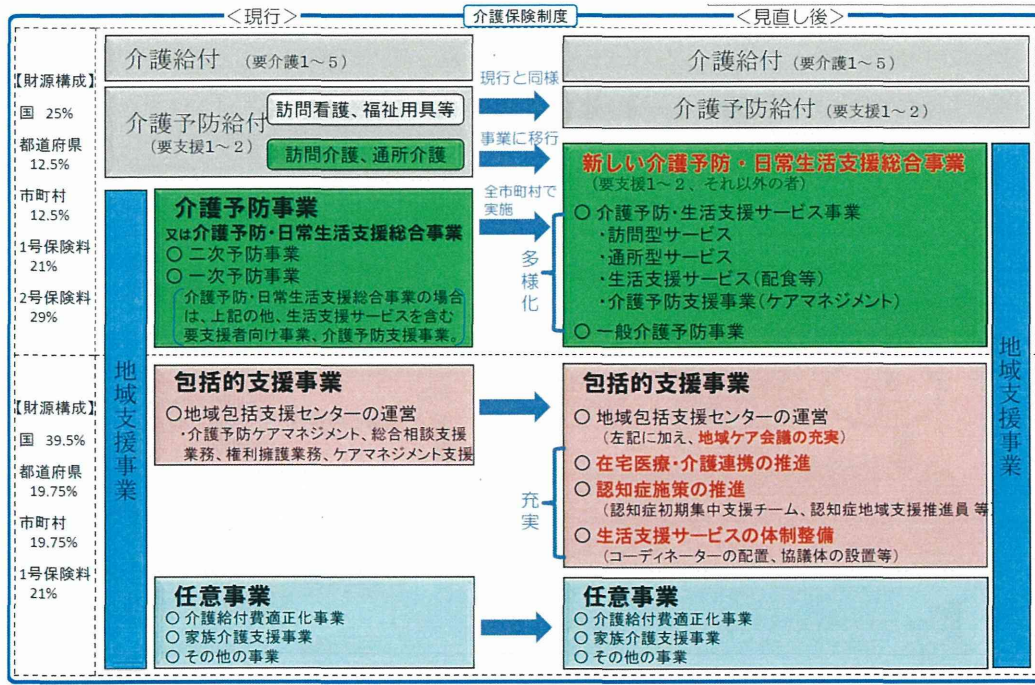 介護保険制度
＜現行＞
＜見直し後＞
【財源構成】
国 25%
都道府県
12.5%
市町村
12.5%
1号保険料
21%
2号保険料
29%
【財源構成】
国 39.5%
都道府県
19.75%
市町村
19.75%
1号保険料
21%
介護給付 （要介護1～5）
介護予防給付
（要支援1～2）
訪問看護、福祉用具等
訪問介護、通所介護
地域支援事業
介護予防事業
又は介護予防・日常生活支援総合事業
○ 二次予防事業
○ 一次予防事業
介護予防・日常生活支援総合事業の場合
は、上記の他、生活支援サービスを含む
要支援者向け事業、介護予防支援事業。
包括的支援事業
○地域包括支援センターの運営
・介護予防ケアマネジメント、総合相談支援
業務、権利擁護業務、ケアマネジメント支援
任意事業
○ 介護給付費適正化事業
○ 家族介護支援事業
○ その他の事業
現行と同様
事業に移行
全市町村で
実施
多様化
充実
介護給付 （要介護1～5）
介護予防給付（要支援1～2）
新しい介護予防・日常生活支援総合事業
（要支援1～2、それ以外の者）
○ 介護予防・生活支援サービス事業
・訪問型サービス
・通所型サービス
・生活支援サービス（配食等）
・介護予防支援事業（ケアマネジメント）
○ 一般介護予防事業
包括的支援事業
○ 地域包括支援センターの運営
（左記に加え、地域ケア会議の充実）
○ 在宅医療・介護連携の推進
○ 認知症施策の推進
（認知症初期集中支援チーム、認知症地域支援推進員 等）
○ 生活支援サービスの体制整備
（コーディネーターの配置、協議体の設置等）
任意事業
○ 介護給付費適正化事業
○ 家族介護支援事業
○ その他の事業
地域支援事業